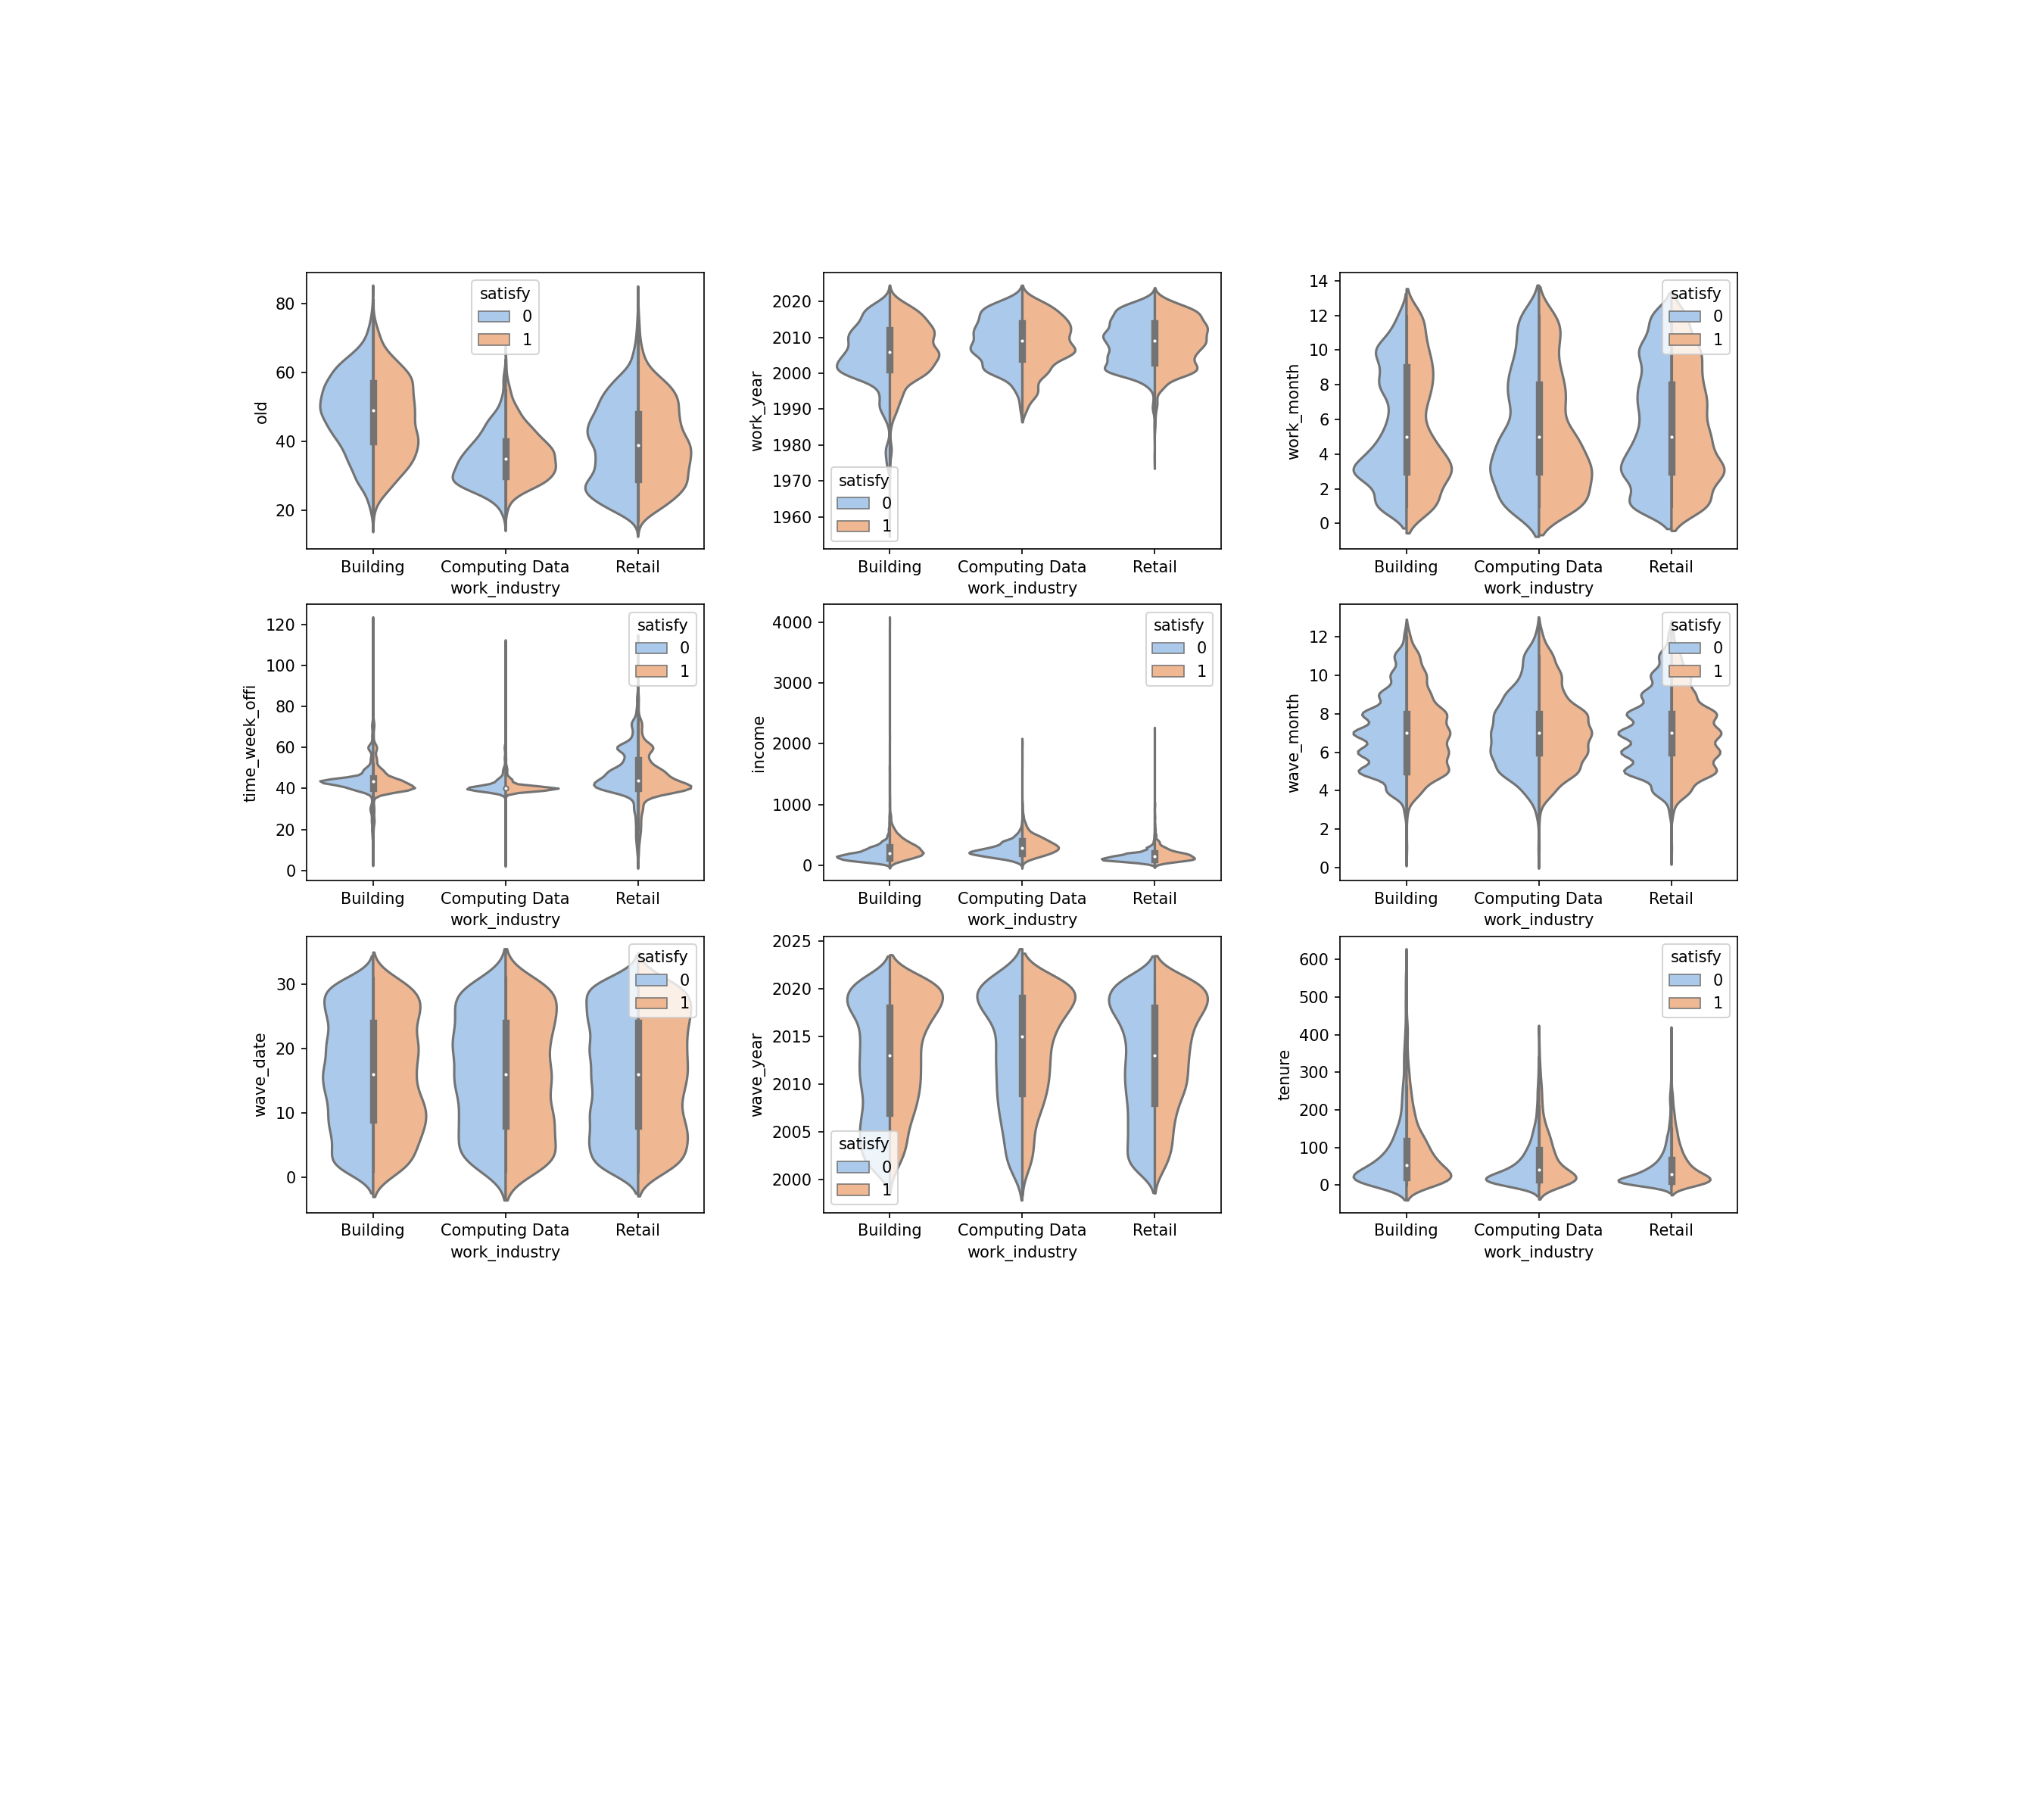 old
80
60
40
20
satisfy
0
1
Building Computing Data Retail
work_industry
work_year
2020
2010
2000
1990
1980
1970
1960
satisfy
0
1
Building Computing Data Retail
work_industry
work_month
14
12
10
8
6
4
2
0
satisfy
0
1
Building Computing Data Retail
work_industry
time_week_offi
120
100
80
60
40
20
0
satisfy
0
1
Building Computing Data Retail
work_industry
income
4000
3000
2000
1000
0
satisfy
0
1
Building Computing Data Retail
work_industry
wave_month
12
10
8
6
4
2
0
satisfy
0
1
Building Computing Data Retail
work_industry
wave_date
30
20
10
0
satisfy
0
1
Building Computing Data Retail
work_industry
wave_year
2025
2020
2015
2010
2005
2000
satisfy
0
1
Building Computing Data Retail
work_industry
tenure
600
500
400
300
200
100
0
satisfy
0
1
Building Computing Data Retail
work_industry